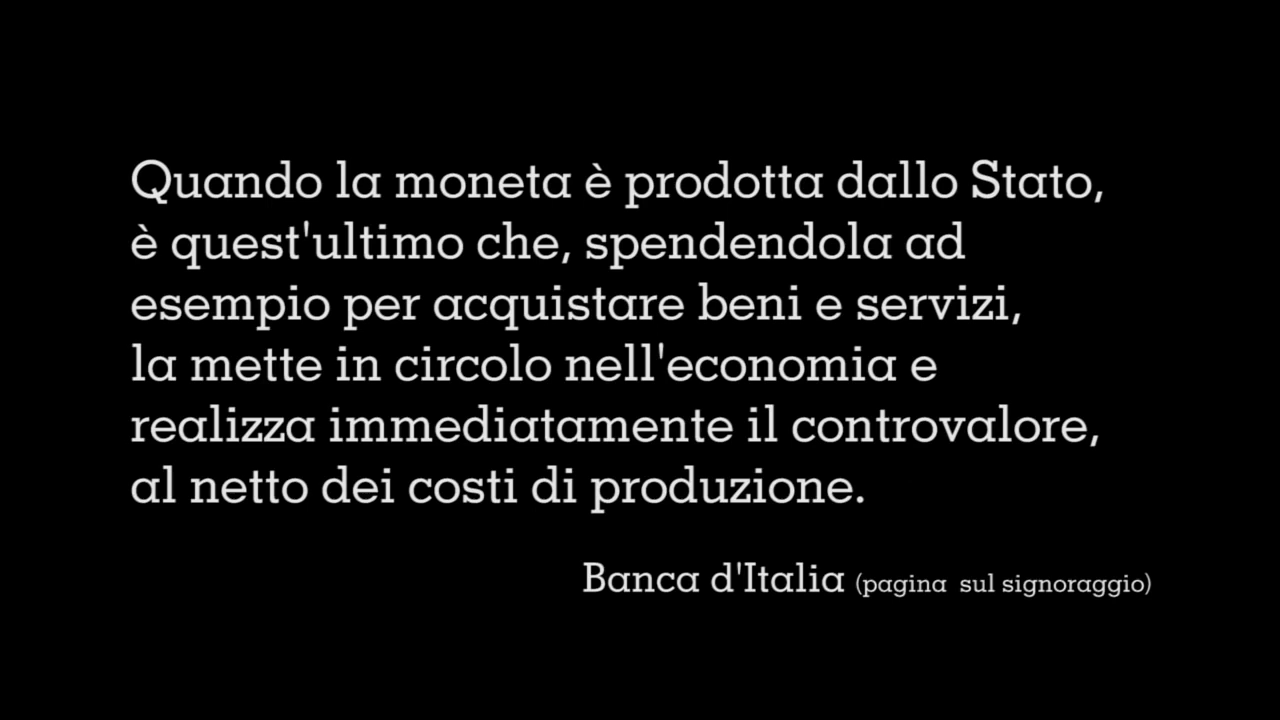 Quando la moneta è prodotta dallo Stato,
è quest'ultimo che, spendendola ad
esempio per acquistare beni e servizi,
la mette in circolo nell'economia e
realizza immediatamente il controvalore,
al netto dei costi di produzione.
Banca d'Italia (pagina sul signoraggio)